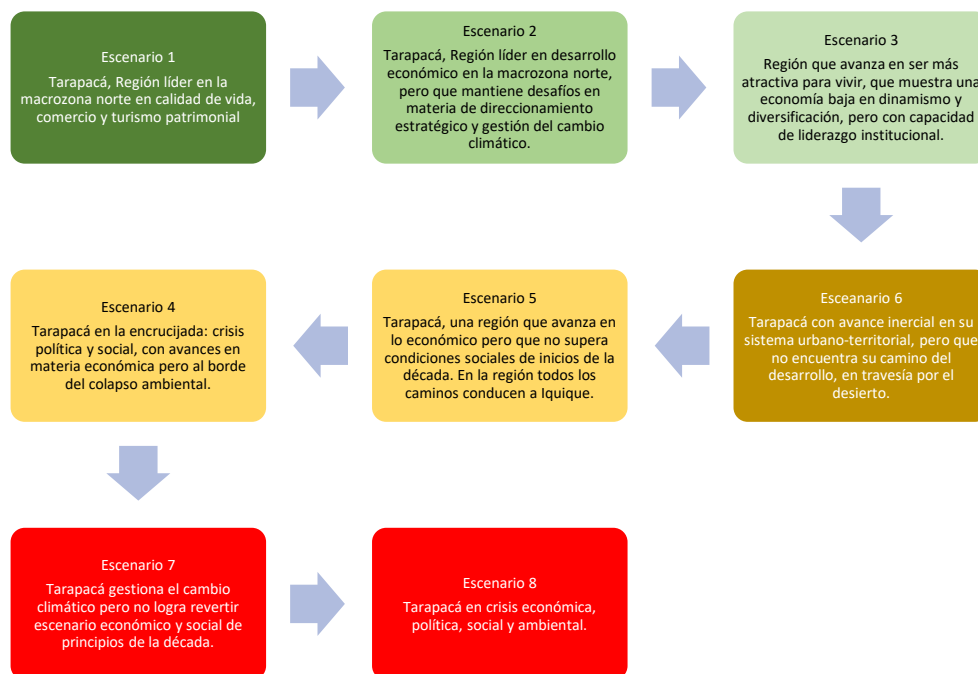 Escenario 1
Tarapacá, Región líder en la
macrozona norte en calidad de vida,
comercio y turismo patrimonial
Escenario 2
Tarapacá, Región líder en desarrollo
económico en la macrozona norte,
pero que mantiene desafíos en
materia de direccionamiento
estratégico y gestión del cambio
climático.
Escenario 3
Región que avanza en ser más
atractiva para vivir, que muestra una
economía baja en dinamismo y
diversificación, pero con capacidad
de liderazgo institucional.
Escenario 4
Tarapacá en la encrucijada: crisis
política y social, con avances en
materia económica pero al borde
del colapso ambiental.
Escenario 5
Tarapacá, una región que avanza en
lo económico pero que no supera
condiciones sociales de inicios de la
década. En la región todos los
caminos conducen a Iquique.
Esceanario 6
Tarapacá con avance inercial en su
sistema urbano-territorial, pero que
no encuentra su camino del
desarrollo, en travesía por el
desierto.
Escenario 7
Tarapacá gestiona el cambio
climático pero no logra revertir
escenario económico y social de
principios de la década.
Escenario 8
Tarapacá en crisis económica,
política, social y ambiental.